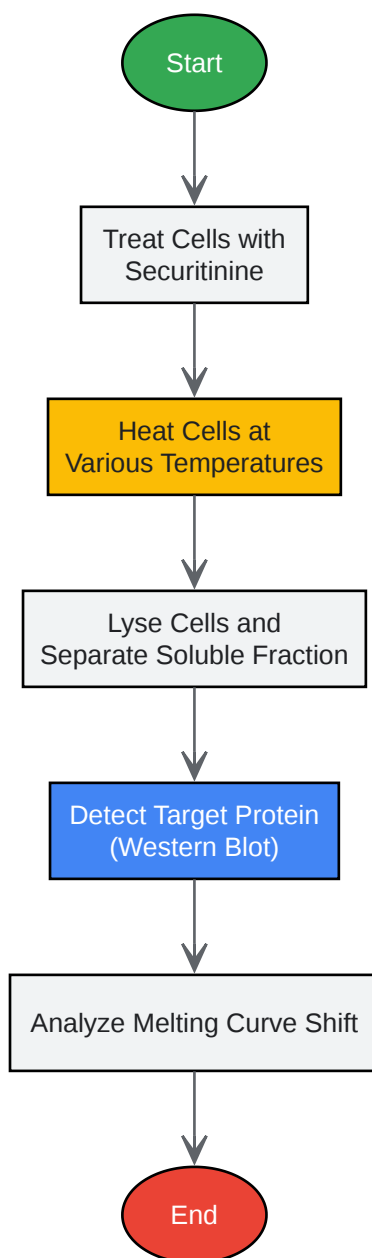 Start
Treat Cells with
Securitinine
Heat Cells at
Various Temperatures
Lyse Cells and
Separate Soluble Fraction
Detect Target Protein
(Western Blot)
Analyze Melting Curve Shift
End